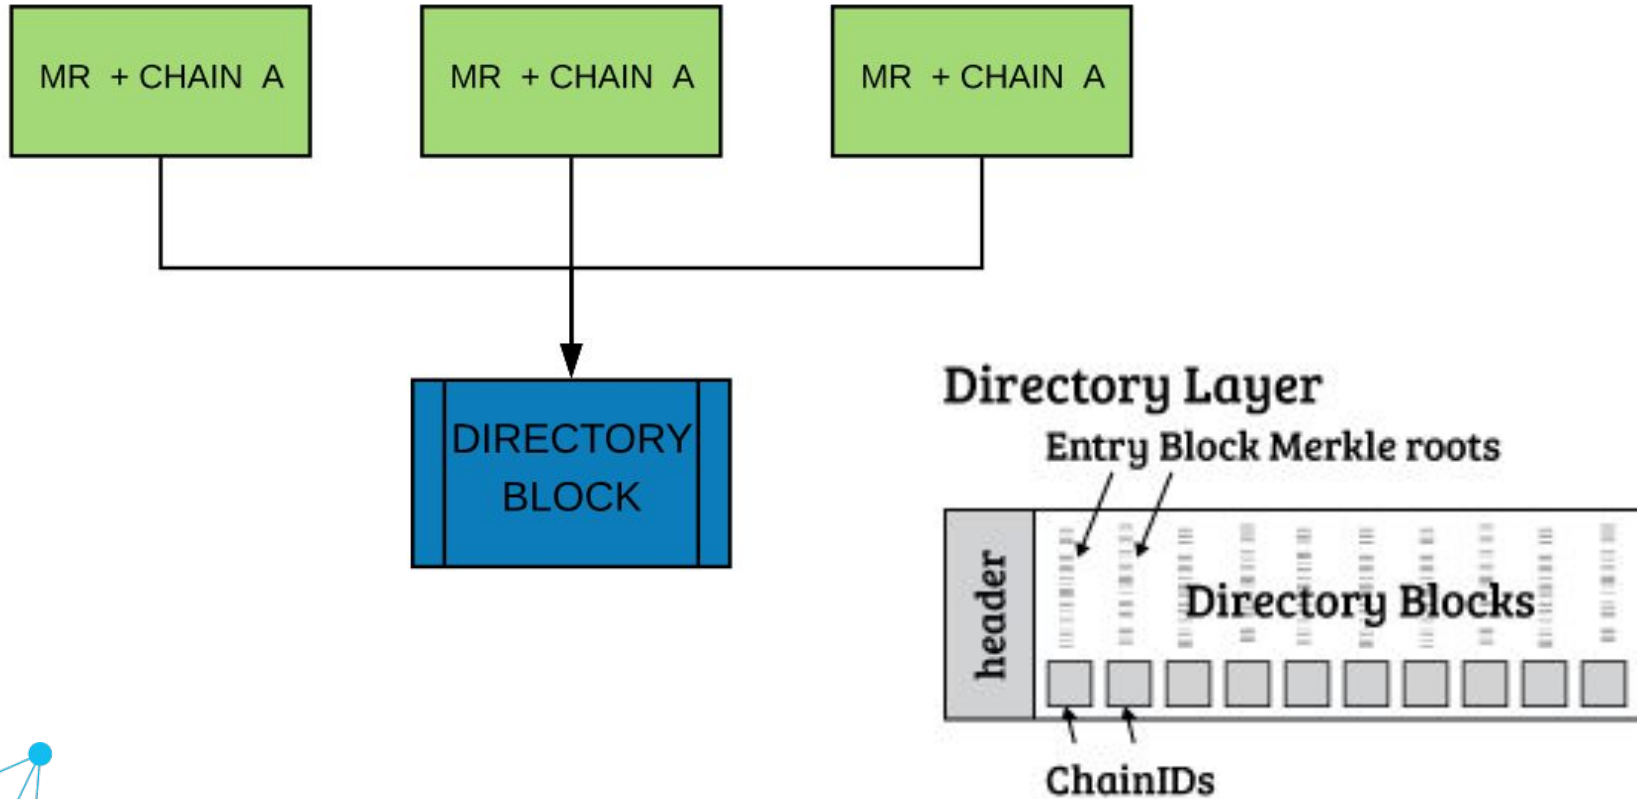 MR + CHAIN A
MR + CHAIN A
MR + CHAIN A
DIRECTORY
BLOCK
Directory Layer
Entry Block Merkle roots
header
Directory Blocks
ChainIDs